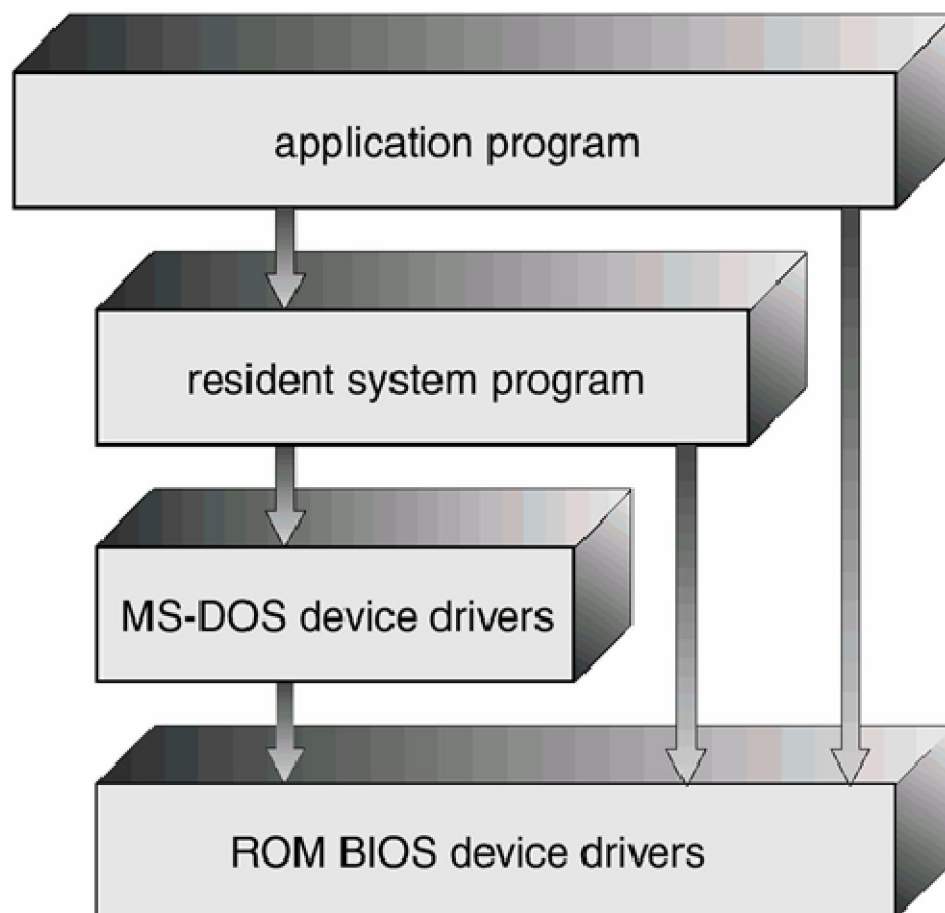 application program
resident system program
MS-DOS device drivers
ROM BIOS device drivers